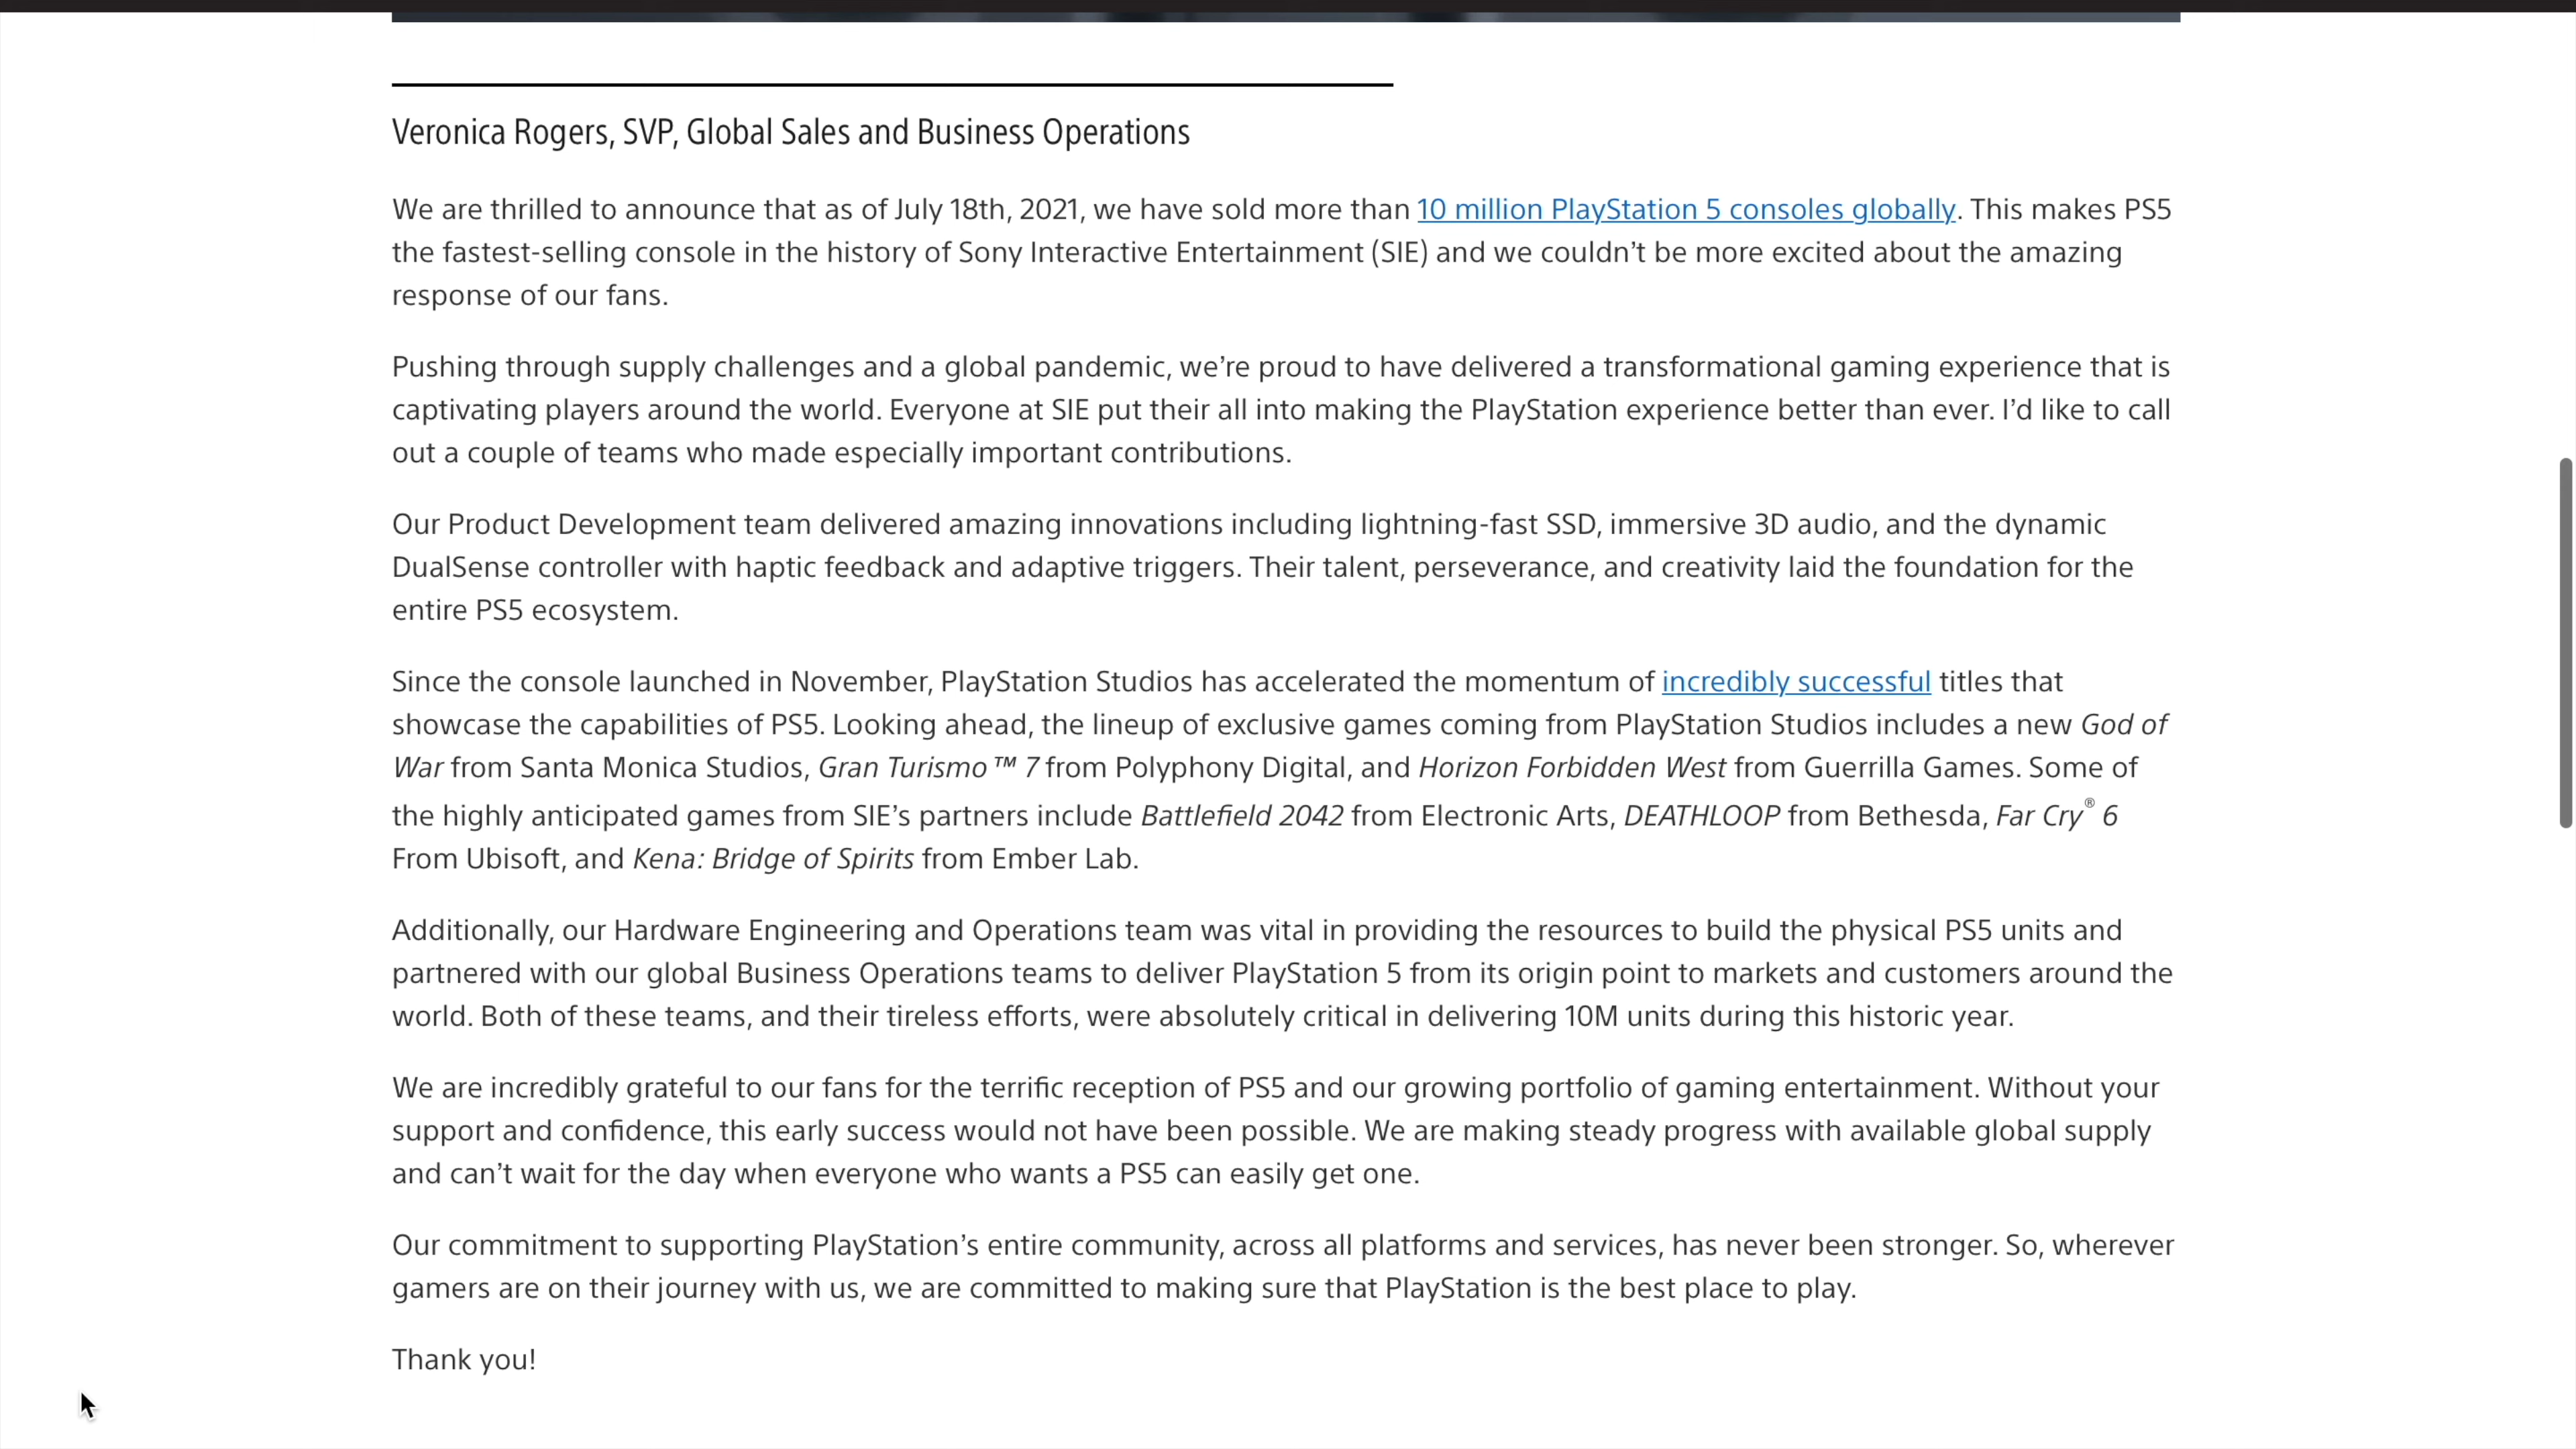 Veronica Rogers, SVP, Global Sales and Business Operations
We are thrilled to announce that as of July 18th, 2021, we have sold more than 10 million PlayStation 5 consoles globally. This makes PS5
the fastest-selling console in the history of Sony Interactive Entertainment (SIE) and we couldn’t be more excited about the amazing
response of our fans.
Pushing through supply challenges and a global pandemic, we’re proud to have delivered a transformational gaming experience that is
captivating players around the world. Everyone at SIE put their all into making the PlayStation experience better than ever. I’d like to call
out a couple of teams who made especially important contributions.
Our Product Development team delivered amazing innovations including lightning-fast SSD, immersive 3D audio, and the dynamic
DualSense controller with haptic feedback and adaptive triggers. Their talent, perseverance, and creativity laid the foundation for the
entire PS5 ecosystem.
Since the console launched in November, PlayStation Studios has accelerated the momentum of incredibly successful titles that
showcase the capabilities of PS5. Looking ahead, the lineup of exclusive games coming from PlayStation Studios includes a new God of
War from Santa Monica Studios, Gran Turismo™ 7 from Polyphony Digital, and Horizon Forbidden West from Guerrilla Games. Some of
the highly anticipated games from SIE’s partners include Battlefield 2042 from Electronic Arts, DEATHLOOP from Bethesda, Far Cry® 6
From Ubisoft, and Kena: Bridge of Spirits from Ember Lab.
Additionally, our Hardware Engineering and Operations team was vital in providing the resources to build the physical PS5 units and
partnered with our global Business Operations teams to deliver PlayStation 5 from its origin point to markets and customers around the
world. Both of these teams, and their tireless efforts, were absolutely critical in delivering 10M units during this historic year.
We are incredibly grateful to our fans for the terrific reception of PS5 and our growing portfolio of gaming entertainment. Without your
support and confidence, this early success would not have been possible. We are making steady progress with available global supply
and can’t wait for the day when everyone who wants a PS5 can easily get one.
Our commitment to supporting PlayStation’s entire community, across all platforms and services, has never been stronger. So, wherever
gamers are on their journey with us, we are committed to making sure that PlayStation is the best place to play.
Thank you!